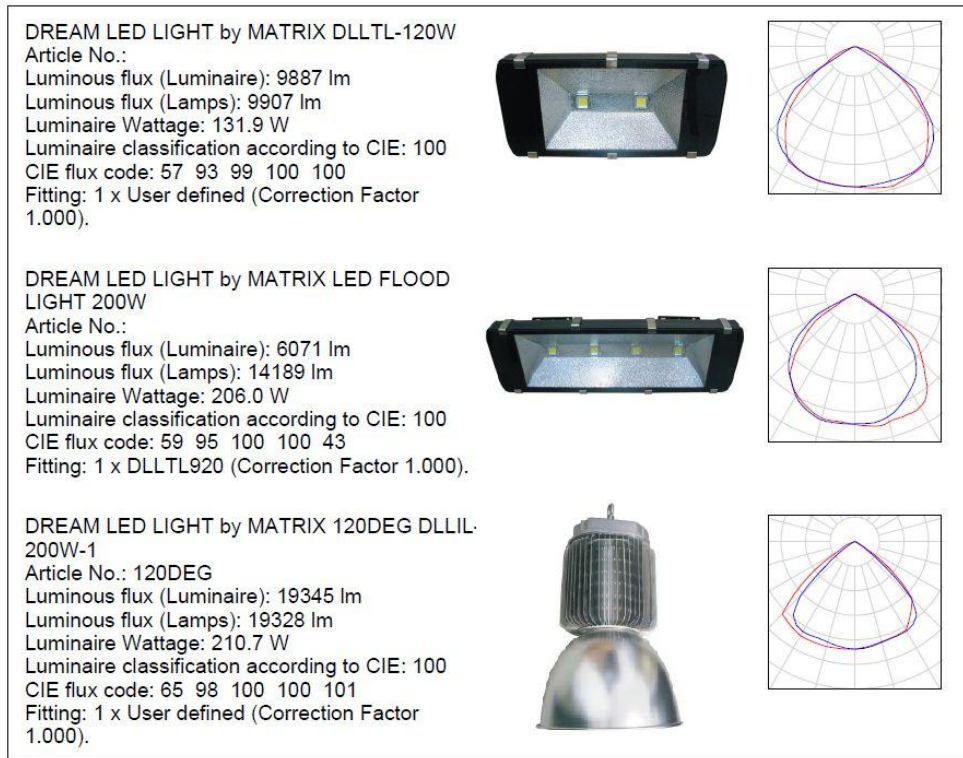 DREAM LED LIGHT by MATRIX DLLTL-120W
Article No.:
Luminous flux (Luminaire): 9887 lm
Luminous flux (Lamps): 9907 lm
Luminaire Wattage: 131.9 W
Luminaire classification according to CIE: 100
CIE flux code: 57 93 99 100 100
Fitting: 1 x User defined (Correction Factor
1.000).
DREAM LED LIGHT by MATRIX LED FLOOD
LIGHT 200W
Article No.:
Luminous flux (Luminaire): 6071 lm
Luminous flux (Lamps): 14189 lm
Luminaire Wattage: 206.0 W
Luminaire classification according to CIE: 100
CIE flux code: 59 95 100 100 43
Fitting: 1 x DLLTL920 (Correction Factor 1.000).
DREAM LED LIGHT by MATRIX 120DEG DLLIL-
200W-1
Article No.: 120DEG
Luminous flux (Luminaire): 19345 lm
Luminous flux (Lamps): 19328 lm
Luminaire Wattage: 210.7 W
Luminaire classification according to CIE: 100
CIE flux code: 65 98 100 100 101
Fitting: 1 x User defined (Correction Factor
1.000).